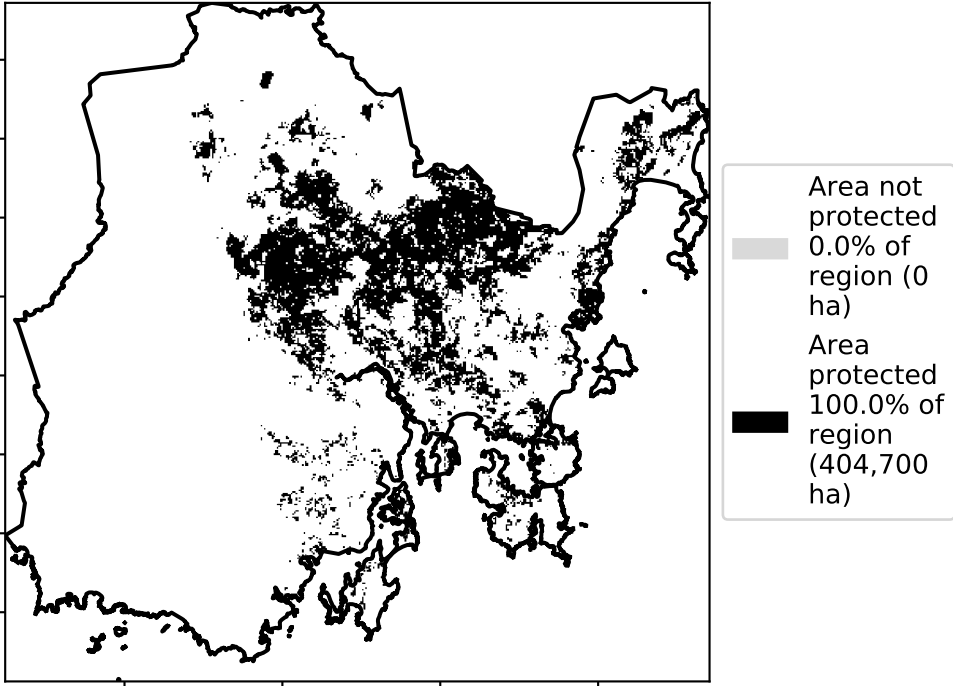 Area not
protected
0.0% of
region (0
ha)
Area
protected
100.0% of
region
(404,700
ha)